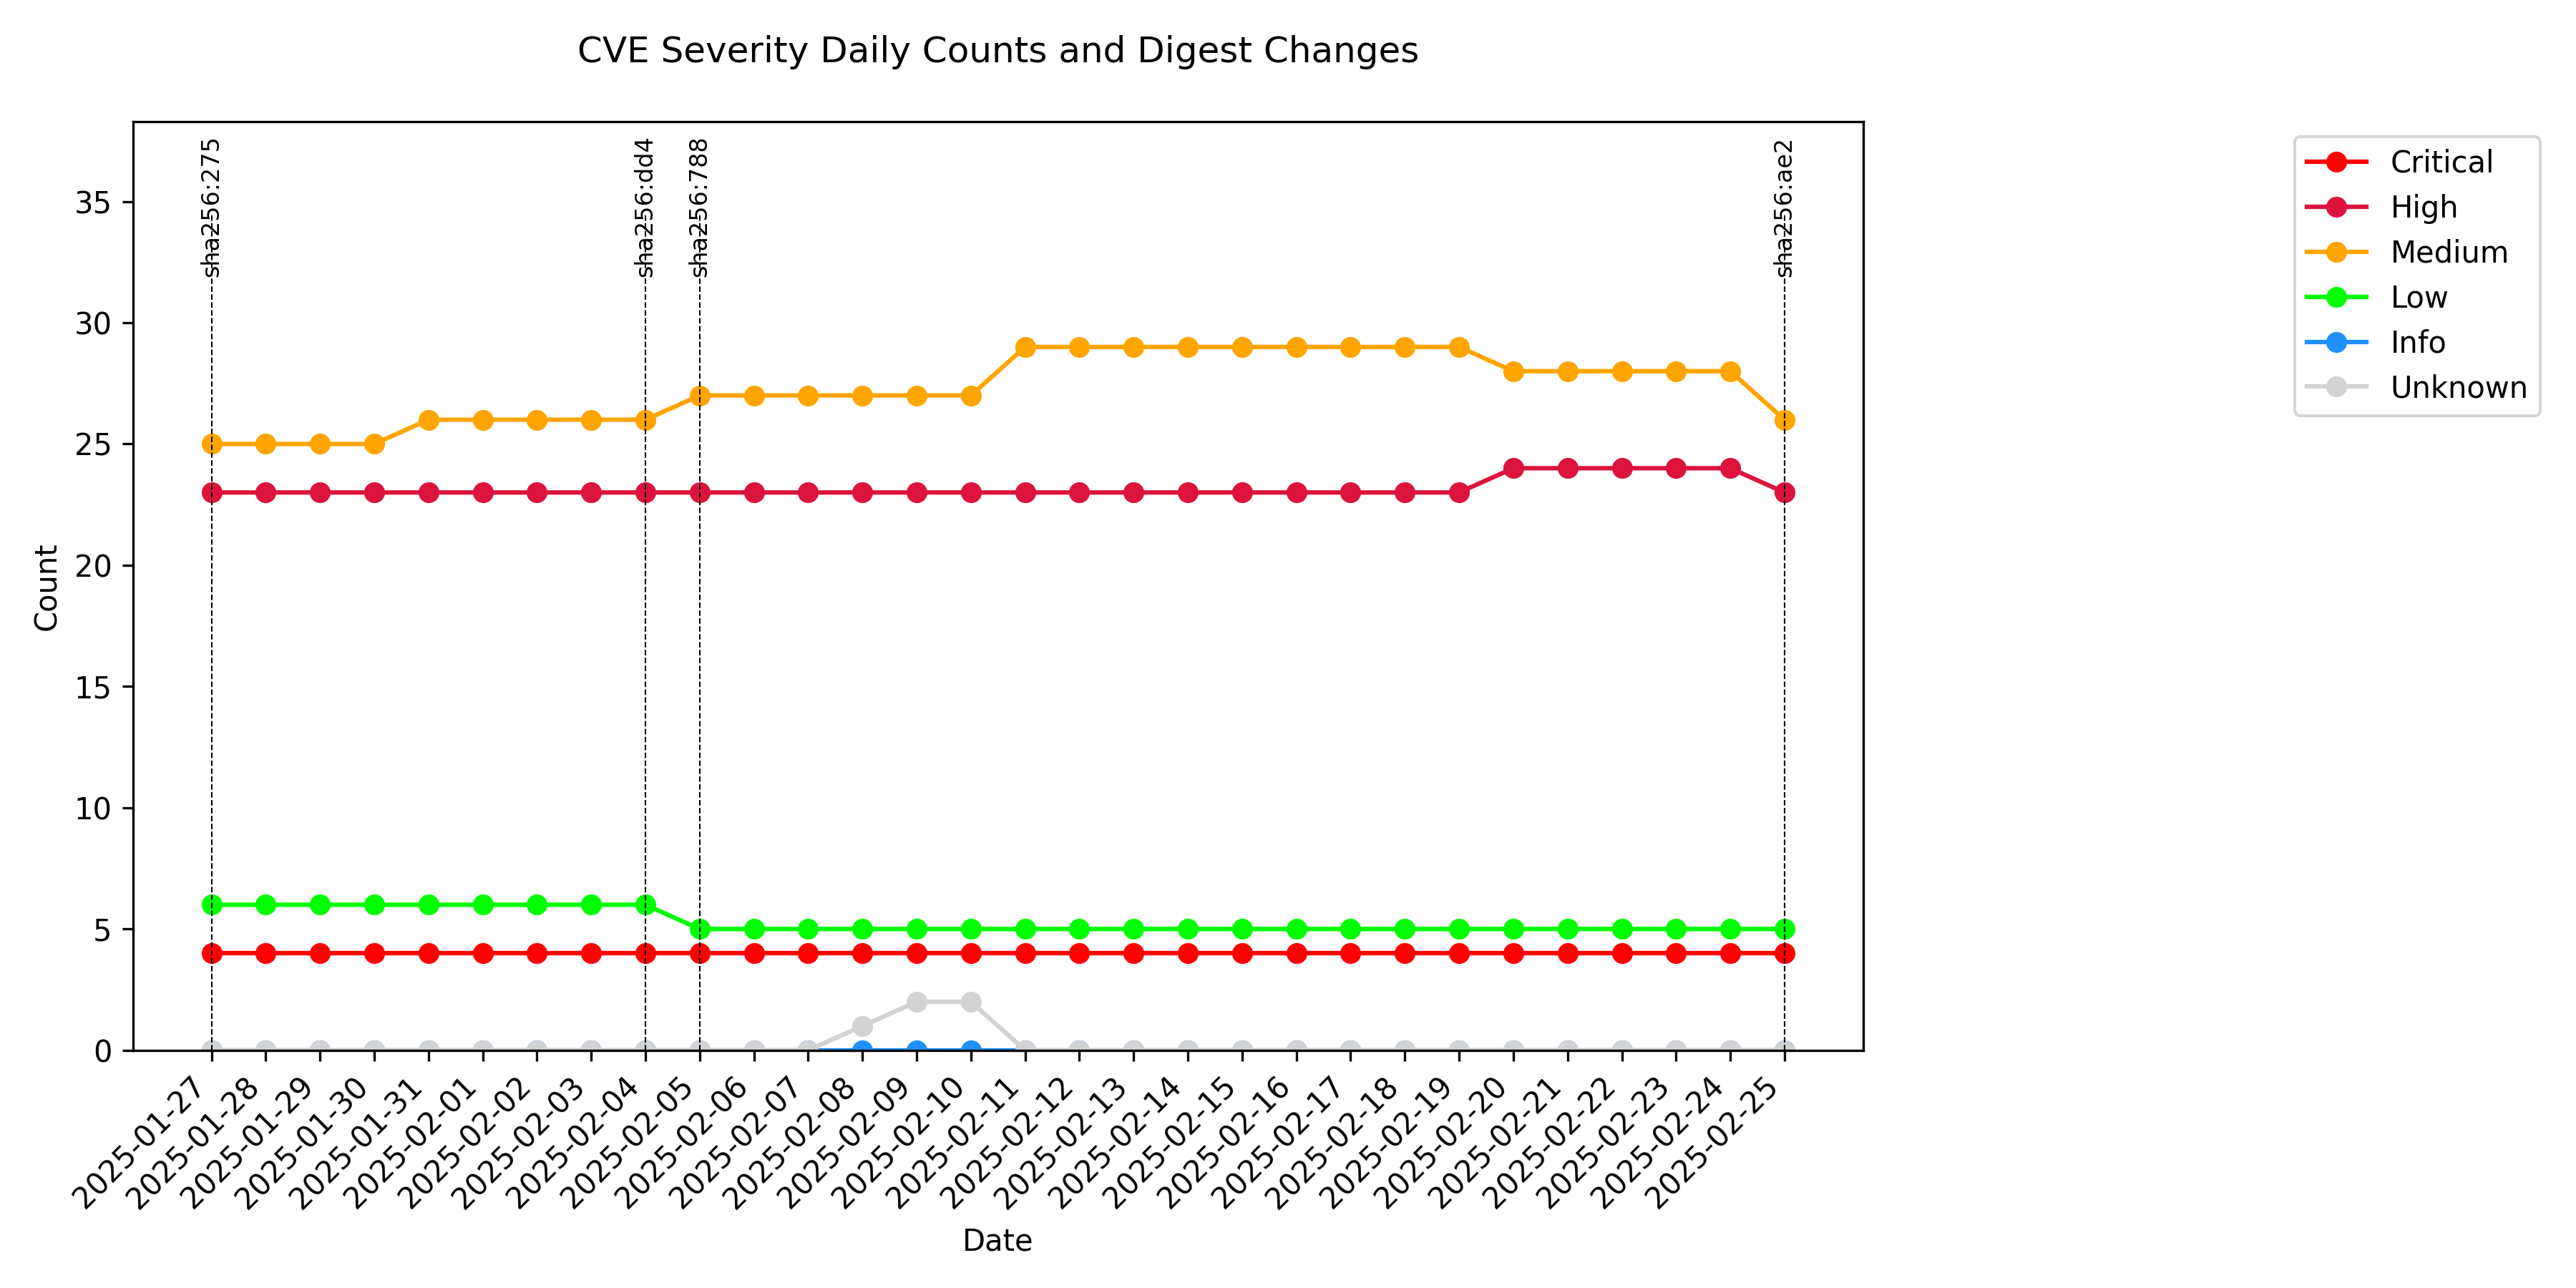 CVE Severity Daily Counts and Digest Changes
sha256:275
sha256:dd4
sha256:788
sha256:ae2
Critical
High
Medium
Low
Info
Unknown
Count
35
30
25
20
15
10
5
0
2025-01-27
2025-01-28
2025-01-29
2025-01-30
2025-01-31
2025-02-01
2025-02-02
2025-02-03
2025-02-04
2025-02-05
2025-02-06
2025-02-07
2025-02-08
2025-02-09
2025-02-10
2025-02-11
2025-02-12
2025-02-13
2025-02-14
2025-02-15
2025-02-16
2025-02-17
2025-02-18
2025-02-19
2025-02-20
2025-02-21
2025-02-22
2025-02-23
2025-02-24
2025-02-25
Date